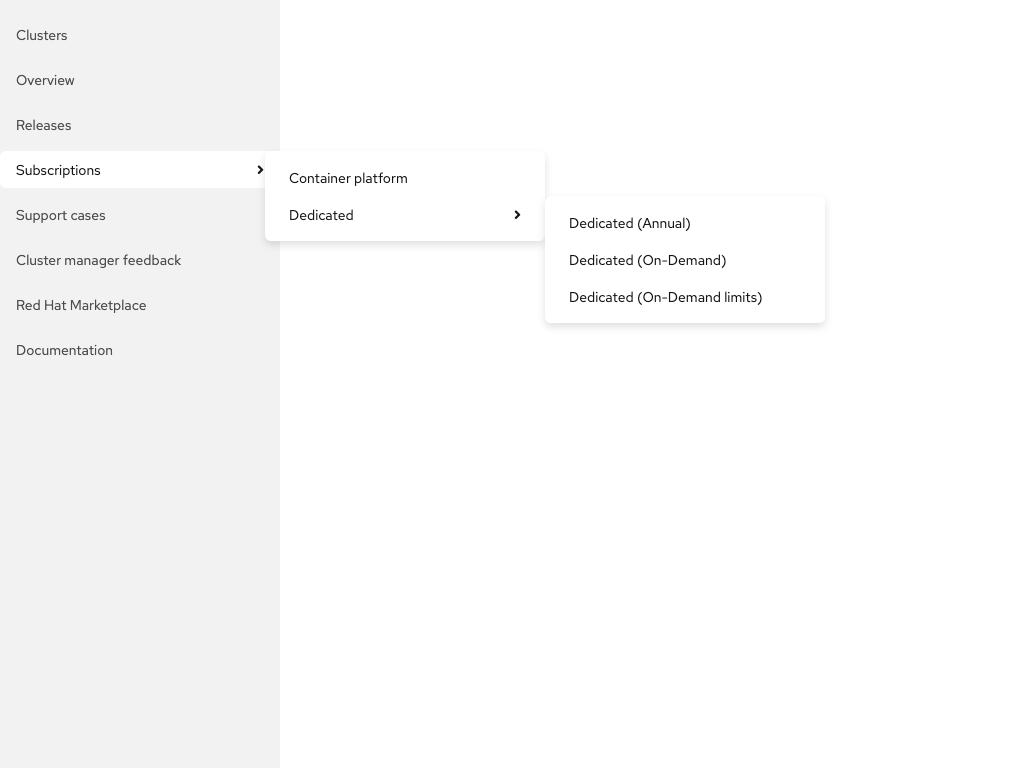 Clusters
Overview
Releases
Subscriptions
Container platform
Dedicated
Dedicated (Annual)
Dedicated (On-Demand)
Dedicated (On-Demand limits)
Support cases
Cluster manager feedback
Red Hat Marketplace
Documentation